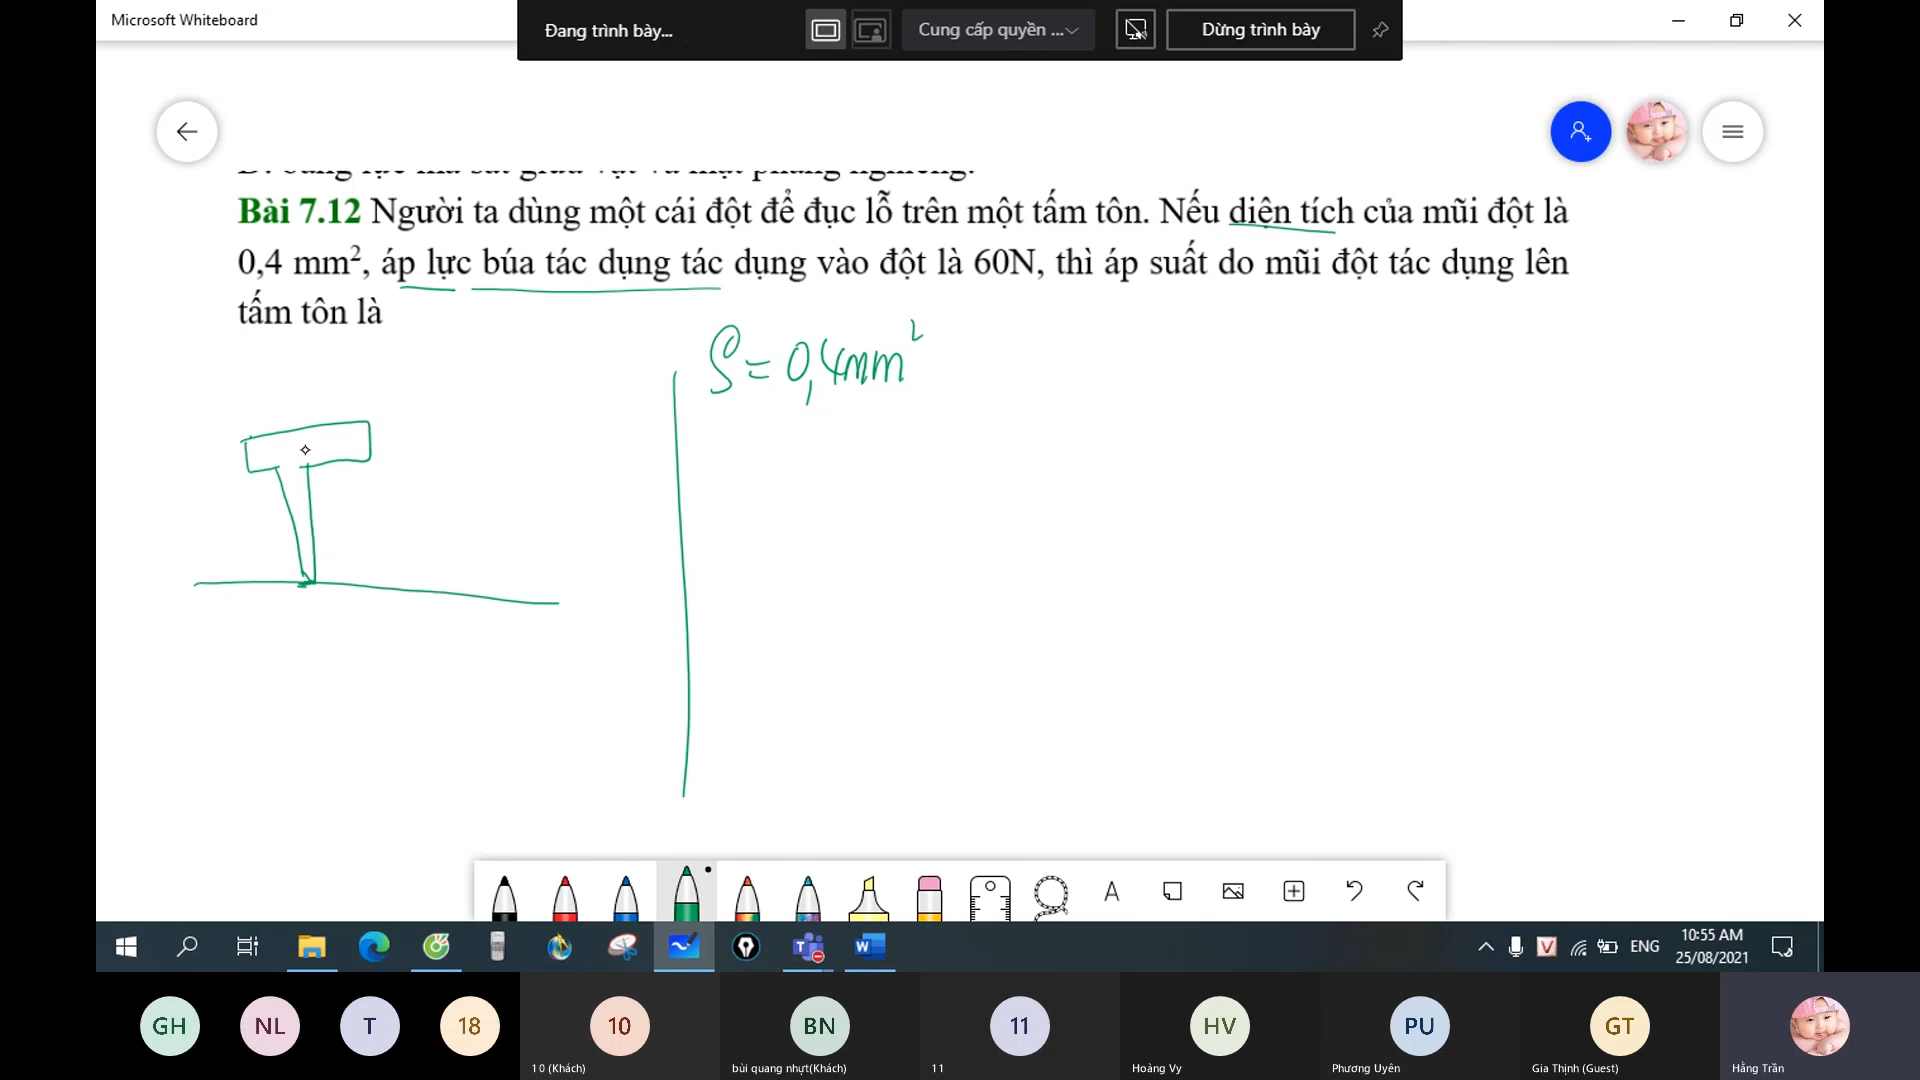 Microsoft Whiteboard
Đang trình bày...
Cung cấp quyền ...
Dừng trình bày
Bài 7.12 Người ta dùng một cái đột để đục lỗ trên một tấm tôn. Nếu diện tích của mũi đột là
0,4 mm², áp lực búa tác dụng tác dụng vào đột là 60N, thì áp suất do mũi đột tác dụng lên
tấm tôn là
S = 0,4mm²
A
ENG
10:55 AM
25/08/2021
GH
NL
T
18
10
10 (Khách)
BN
bùi quang nhựt(Khách)
11
11
HV
Hoàng Vy
PU
Phương Uyên
GT
Gia Thịnh (Guest)
Hằng Trần